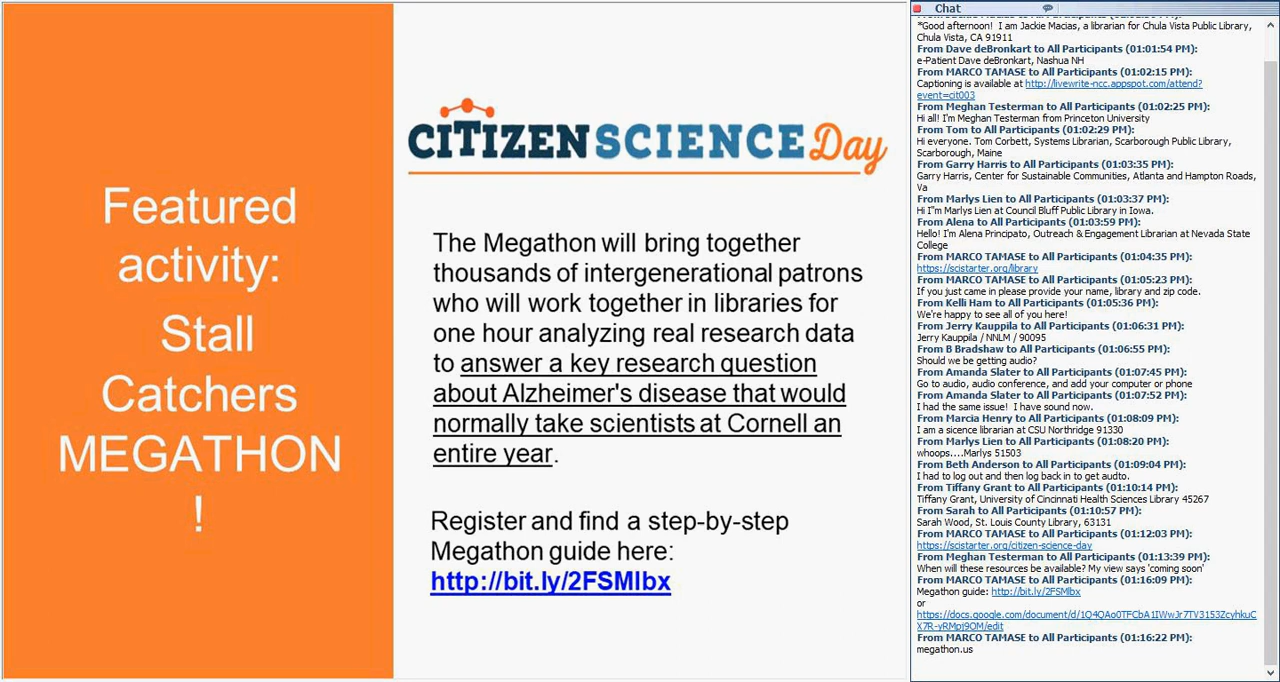 Featured
activity:
Stall
Catchers
MEGATHON
!
CITIZENSCIENCE Day
The Megathon will bring together
thousands of intergenerational patrons
who will work together in libraries for
one hour analyzing real research data
to answer a key research question
about Alzheimer's disease that would
normally take scientists at Cornell an
entire year.
Register and find a step-by-step
Megathon guide here:
http://bit.ly/2FSMlbx
Chat
*Good afternoon! I am Jackie Macias, a librarian for Chula Vista Public Library,
Chula Vista, CA 91911
From Dave deBronkart to All Participants (01:01:54 PM):
e-Patient Dave deBronkart, Nashua NH
From MARCO TAMASE to All Participants (01:02:15 PM):
Captioning is available at http://livewrite-ncc.appspot.com/attend?
event=cit003
From Meghan Testerman to All Participants (01:02:25 PM):
Hi all! I'm Meghan Testerman from Princeton University
From Tom to All Participants (01:02:29 PM):
Hi everyone. Tom Corbett, Systems Librarian, Scarborough Public Library,
Scarborough, Maine
From Garry Harris to All Participants (01:03:35 PM):
Garry Harris, Center for Sustainable Communities, Atlanta and Hampton Roads,
Va
From Marlys Lien to All Participants (01:03:37 PM):
Hi I"m Marlys Lien at Council Bluff Public Library in Iowa.
From Alena to All Participants (01:03:59 PM):
Hello! I'm Alena Principato, Outreach & Engagement Librarian at Nevada State
College
From MARCO TAMASE to All Participants (01:04:35 PM):
https://scistarter.org/library
From MARCO TAMASE to All Participants (01:05:23 PM):
If you just came in please provide your name, library and zip code.
From Kelli Ham to All Participants (01:05:36 PM):
We're happy to see all of you here!
From Jerry Kauppila to All Participants (01:06:31 PM):
Jerry Kauppila / NNLM / 90095
From B Bradshaw to All Participants (01:06:55 PM):
Should we be getting audio?
From Amanda Slater to All Participants (01:07:45 PM):
Go to audio, audio conference, and add your computer or phone
From Amanda Slater to All Participants (01:07:52 PM):
I had the same issue! I have sound now.
From Marcia Henry to All Participants (01:08:09 PM):
I am a sicence librarian at CSU Northridge 91330
From Marlys Lien to All Participants (01:08:20 PM):
whoops....Marlys 51503
From Beth Anderson to All Participants (01:09:04 PM):
I had to log out and then log back in to get audto.
From Tiffany Grant to All Participants (01:10:14 PM):
Tiffany Grant, University of Cincinnati Health Sciences Library 45267
From Sarah to All Participants (01:10:57 PM):
Sarah Wood, St. Louis County Library, 63131
From MARCO TAMASE to All Participants (01:12:03 PM):
https://scistarter.org/citizen-science-day
From Meghan Testerman to All Participants (01:13:39 PM):
When will these resources be available? My view says 'coming soon'
From MARCO TAMASE to All Participants (01:16:09 PM):
Megathon guide: http://bit.ly/2FSMlbx
or
https://docs.google.com/document/d/1Q4QAo0TFCbA1IWwJr7TV3153ZcyhkuC
X7R-yRMpj9OM/edit
From MARCO TAMASE to All Participants (01:16:22 PM):
megathon.us